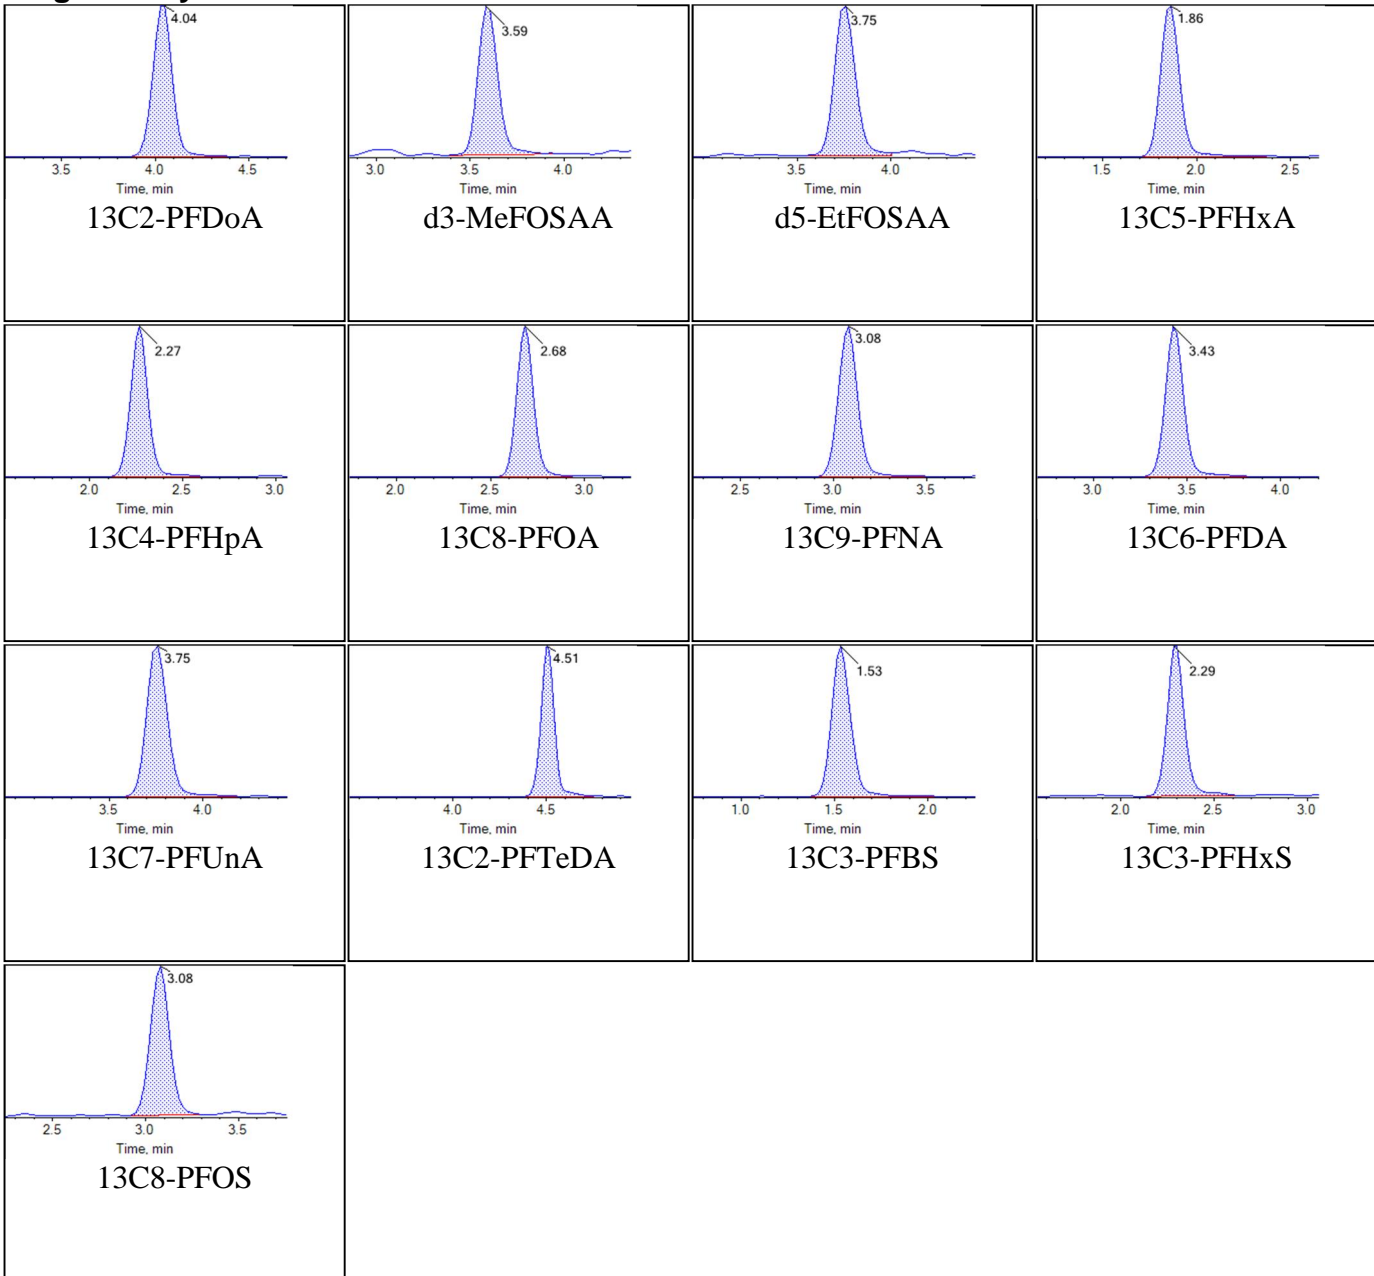 4.04
3.5 4.0 4.5
Time, min
13C2-PFDoA
3.59
3.0 3.5 4.0
Time, min
d3-MeFOSAA
3.75
3.5 4.0
Time, min
d5-EtFOSAA
1.86
1.5 2.0 2.5
Time, min
13C5-PFHxA
2.27
2.0 2.5 3.0
Time, min
13C4-PFHpA
2.68
2.0 2.5 3.0
Time, min
13C8-PFOA
3.08
2.5 3.0 3.5
Time, min
13C9-PFNA
3.43
3.0 3.5 4.0
Time, min
13C6-PFDA
3.75
3.5 4.0
Time, min
13C7-PFUnA
4.51
4.0 4.5
Time, min
13C2-PFTeDA
1.53
1.0 1.5 2.0
Time, min
13C3-PFBS
2.29
2.0 2.5 3.0
Time, min
13C3-PFHxS
3.08
2.5 3.0 3.5
Time, min
13C8-PFOS